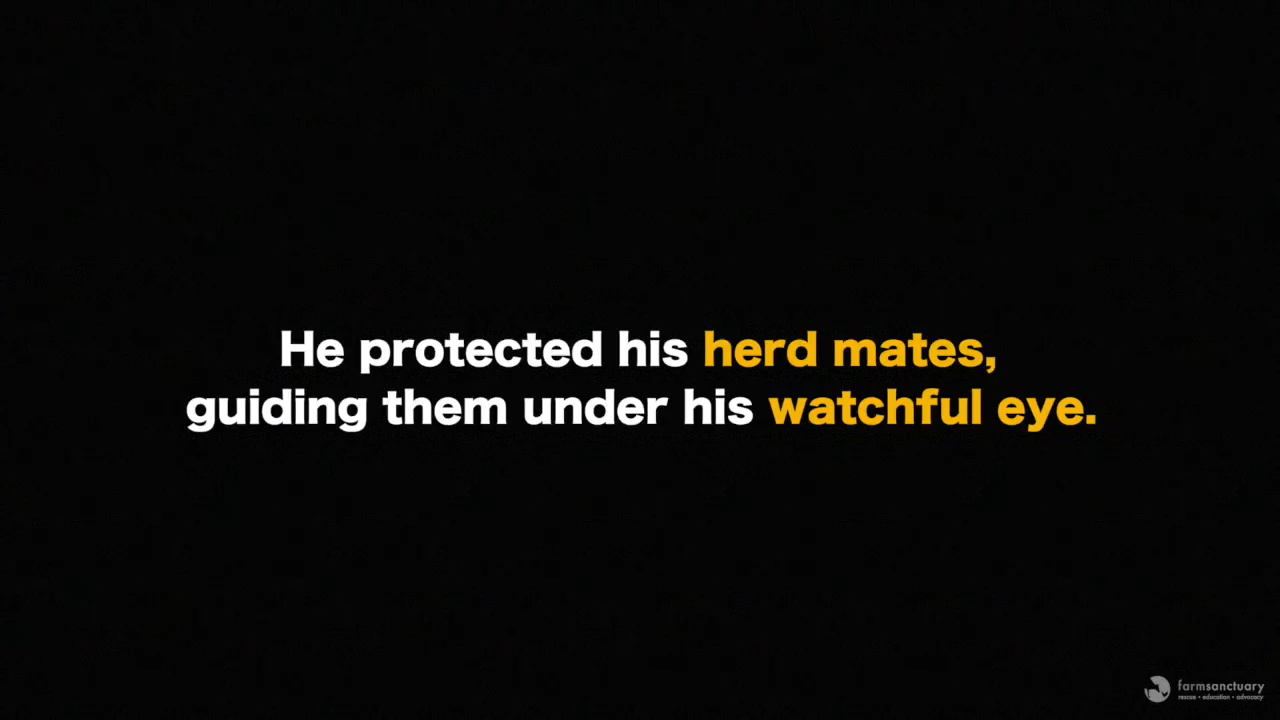 He protected his herd mates,
guiding them under his watchful eye.
farmsanctuary
rescue • education • advocacy